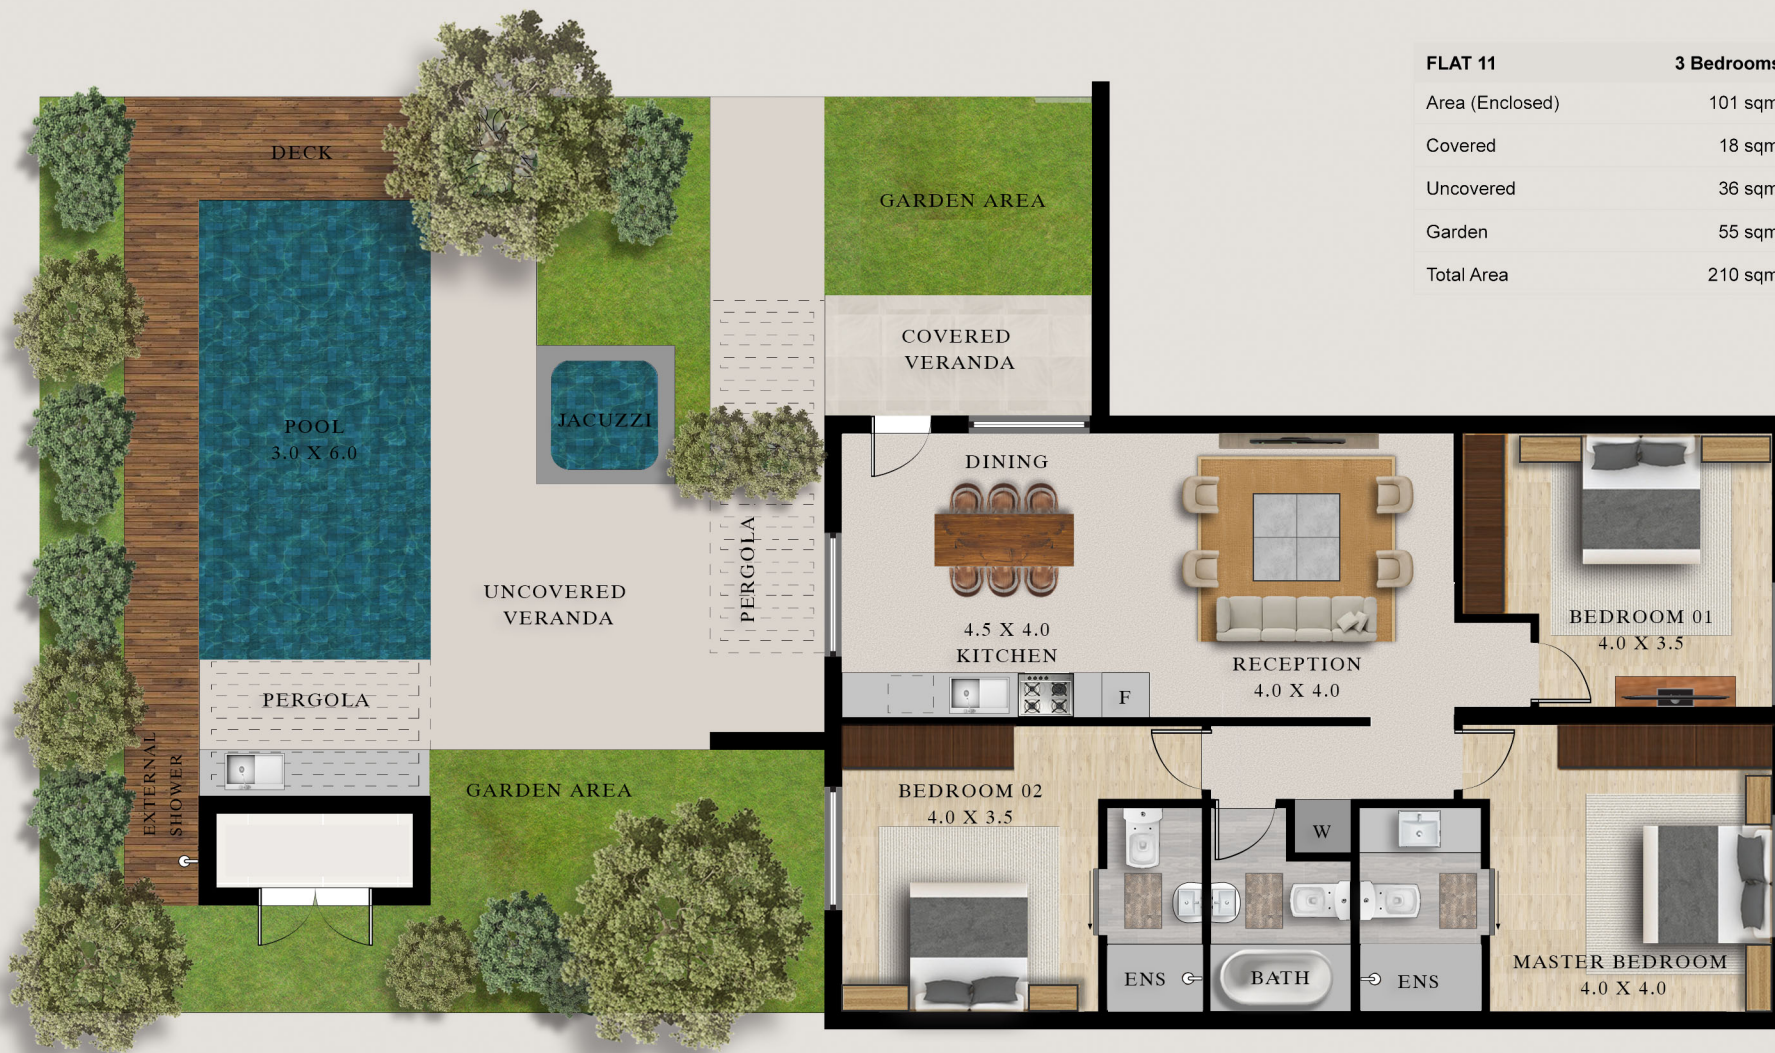 FLAT 11 3 Bedrooms
Area (Enclosed) 101 sqm
Covered 18 sqm
Uncovered 36 sqm
Garden 55 sqm
Total Area 210 sqm
DECK
GARDEN AREA
COVERED
VERANDA
POOL
3.0 X 6.0
JACUZZI
PERGOLA
UNCOVERED
VERANDA
DINING
4.5 X 4.0
KITCHEN
F
RECEPTION
4.0 X 4.0
BEDROOM 01
4.0 X 3.5
PERGOLA
EXTERNAL
SHOWER
GARDEN AREA
BEDROOM 02
4.0 X 3.5
W
ENS
BATH
ENS
MASTER BEDROOM
4.0 X 4.0